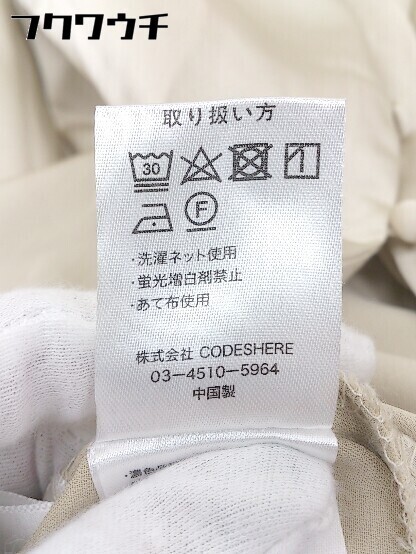 フクワウチ
取り扱い方
30
F
・洗濯ネット使用
・蛍光増白剤禁止
・あて布使用
株式会社 CODESHERE
03-4510-5964
中国製